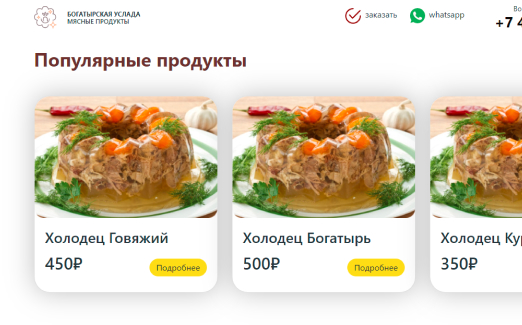 БОГАТЫРСКАЯ УСЛАДА
МЯСНЫЕ ПРОДУКТЫ
заказать
whatsapp
Во
+7 4
Популярные продукты
Холодец Говяжий
450₽
Подробнее
Холодец Богатырь
500₽
Подробнее
Холодец Кур
350₽